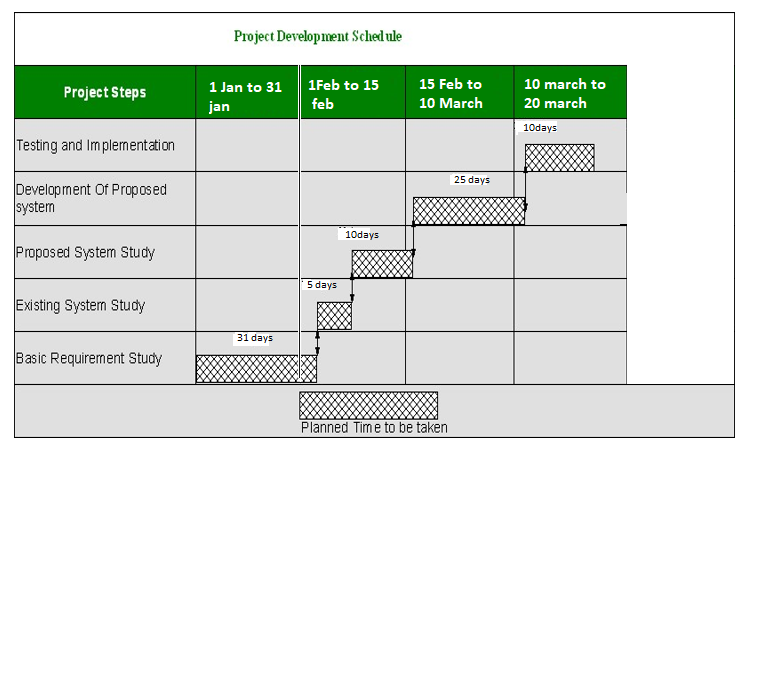 Project Development Schedule
Project Steps
1 Jan to 31
jan
1Feb to 15
feb
15 Feb to
10 March
10 march to
20 march
10days
Testing and Implementation
25 days
Development Of Proposed
system
10days
Proposed System Study
5 days
Existing System Study
31 days
Basic Requirement Study
Planned Time to be taken